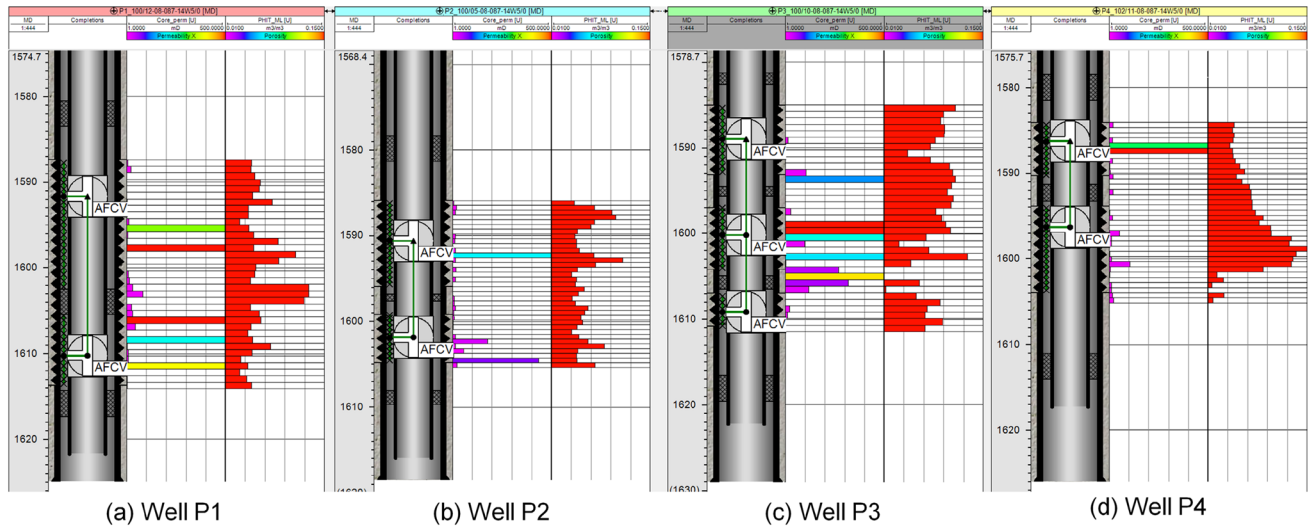 P1_100/12-08-087-14W5/0 [MD]
MD
1:444
Completions
Core_perm [U]
1.0000 mD 500.0000
Permeability X
PHIT_ML [U]
0.0100 m3/m3 0.1500
Porosity
1574.7
1580
1590
AFCV
1600
1610
AFCV
1620
(a) Well P1
P2_100/05-08-087-14W5/0 [MD]
MD
1:444
Completions
Core_perm [U]
1.0000 mD 500.0000
Permeability X
PHIT_ML [U]
0.0100 m3/m3 0.1500
Porosity
1568.4
1580
1590
AFCV
1600
AFCV
1610
(b) Well P2
P3_100/10-08-087-14W5/0 [MD]
MD
1:444
Completions
Core_perm [U]
1.0000 mD 500.0000
Permeability X
PHIT_ML [U]
0.0100 m3/m3 0.1500
Porosity
1578.7
1590
AFCV
1600
AFCV
1610
AFCV
1620
(1630)
(c) Well P3
P4_102/11-08-087-14W5/0 [MD]
MD
1:444
Completions
Core_perm [U]
1.0000 mD 500.0000
Permeability X
PHIT_ML [U]
0.0100 m3/m3 0.1500
Porosity
1575.7
1580
AFCV
1590
AFCV
1600
1610
1620
(d) Well P4